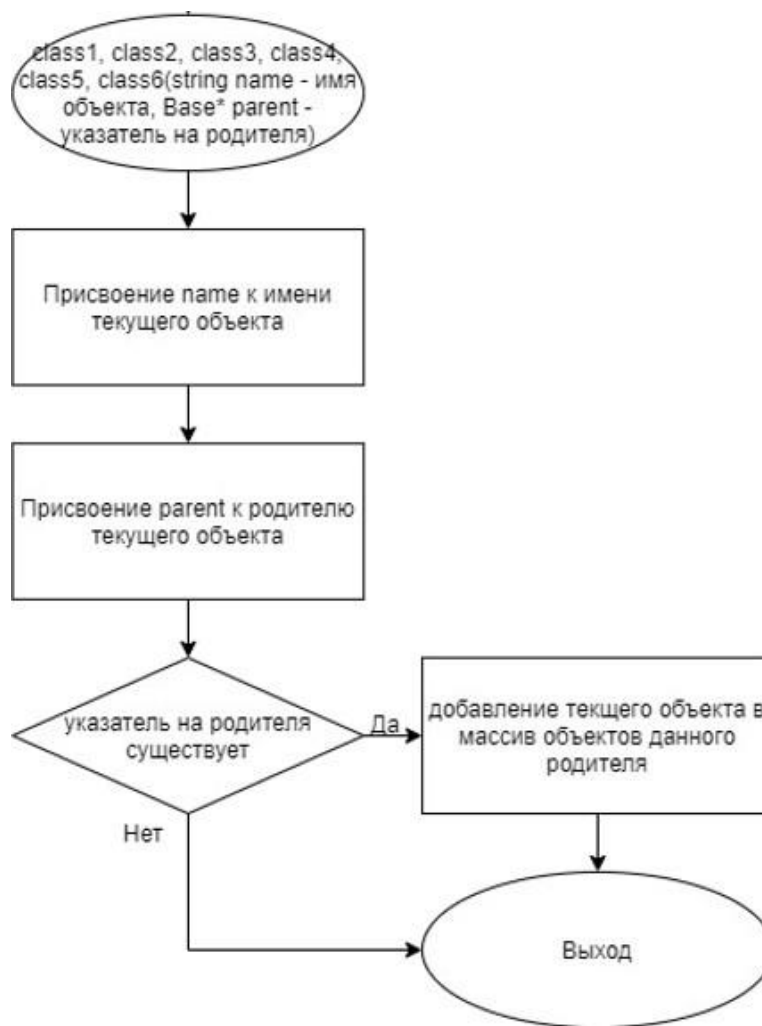 class1, class2, class3, class4,
class5, class6(string name - имя
объекта, Base* parent -
указатель на родителя)
Присвоение name к имени
текущего объекта
Присвоение parent к родителю
текущего объекта
указатель на родителя
существует
Да
добавление текщего объекта в
массив объектов данного
родителя
Нет
Выход